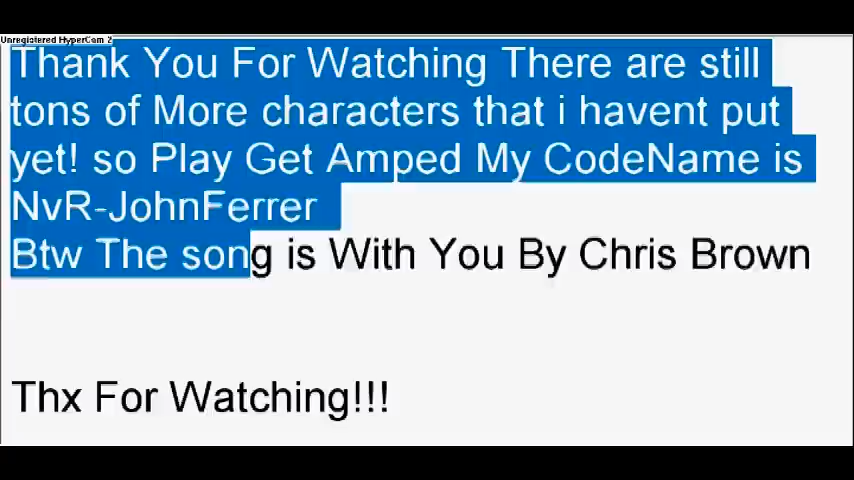 Unregistered HyperCam 2
Thank You For Watching There are still
tons of More characters that i havent put
yet! so Play Get Amped My CodeName is
NvR-JohnFerrer
Btw The song is With You By Chris Brown
Thx For Watching!!!